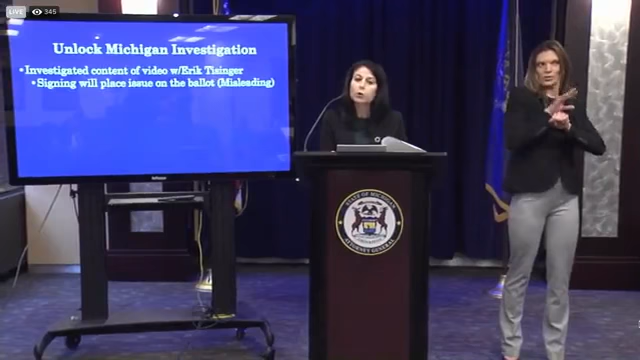 LIVE 345
Unlock Michigan Investigation
•Investigated content of video w/Erik Tisinger
•Signing will place issue on the ballot (Misleading)
STATE OF MICHIGAN
ATTORNEY GENERAL